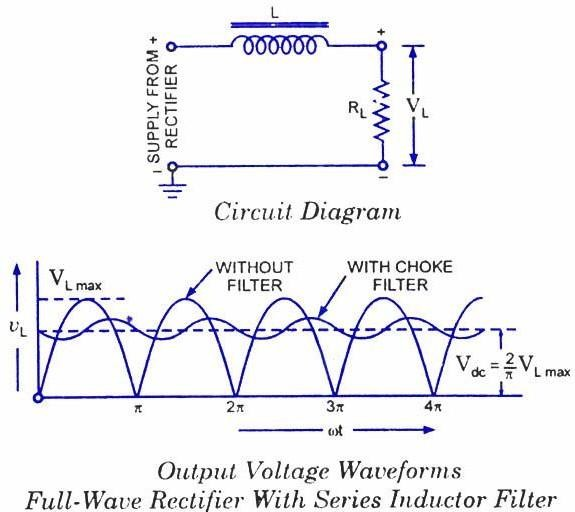 L
+
+
SUPPLY FROM
RECTIFIER
R_L
V_L
−
−
Circuit Diagram
V_L max
WITHOUT
FILTER
WITH CHOKE
FILTER
v_L
V_dc = 2/π V_L max
π
2π
3π
4π
ωt
Output Voltage Waveforms
Full-Wave Rectifier With Series Inductor Filter